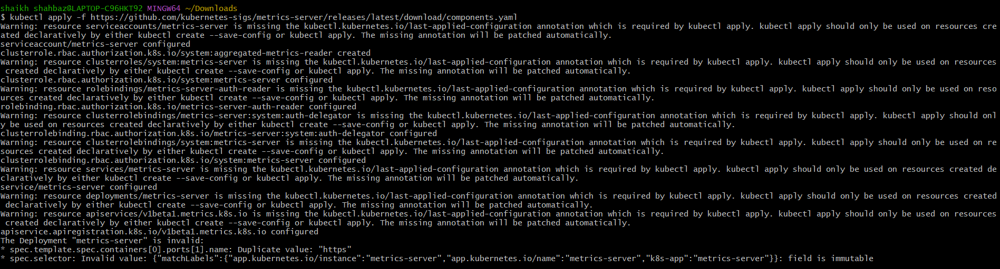 shaikh shahbaz@LAPTOP-C96HKT92 MINGW64 ~/Downloads
$ kubectl apply -f https://github.com/kubernetes-sigs/metrics-server/releases/latest/download/components.yaml
Warning: resource serviceaccounts/metrics-server is missing the kubectl.kubernetes.io/last-applied-configuration annotation which is required by kubectl apply. kubectl apply should only be used on resources cre
ated declaratively by either kubectl create --save-config or kubectl apply. The missing annotation will be patched automatically.
serviceaccount/metrics-server configured
clusterrole.rbac.authorization.k8s.io/system:aggregated-metrics-reader created
Warning: resource clusterroles/system:metrics-server is missing the kubectl.kubernetes.io/last-applied-configuration annotation which is required by kubectl apply. kubectl apply should only be used on resources
 created declaratively by either kubectl create --save-config or kubectl apply. The missing annotation will be patched automatically.
clusterrole.rbac.authorization.k8s.io/system:metrics-server configured
Warning: resource rolebindings/metrics-server-auth-reader is missing the kubectl.kubernetes.io/last-applied-configuration annotation which is required by kubectl apply. kubectl apply should only be used on reso
urces created declaratively by either kubectl create --save-config or kubectl apply. The missing annotation will be patched automatically.
rolebinding.rbac.authorization.k8s.io/metrics-server-auth-reader configured
Warning: resource clusterrolebindings/metrics-server:system:auth-delegator is missing the kubectl.kubernetes.io/last-applied-configuration annotation which is required by kubectl apply. kubectl apply should onl
y be used on resources created declaratively by either kubectl create --save-config or kubectl apply. The missing annotation will be patched automatically.
clusterrolebinding.rbac.authorization.k8s.io/metrics-server:system:auth-delegator configured
Warning: resource clusterrolebindings/system:metrics-server is missing the kubectl.kubernetes.io/last-applied-configuration annotation which is required by kubectl apply. kubectl apply should only be used on re
sources created declaratively by either kubectl create --save-config or kubectl apply. The missing annotation will be patched automatically.
clusterrolebinding.rbac.authorization.k8s.io/system:metrics-server configured
Warning: resource services/metrics-server is missing the kubectl.kubernetes.io/last-applied-configuration annotation which is required by kubectl apply. kubectl apply should only be used on resources created de
claratively by either kubectl create --save-config or kubectl apply. The missing annotation will be patched automatically.
service/metrics-server configured
Warning: resource deployments/metrics-server is missing the kubectl.kubernetes.io/last-applied-configuration annotation which is required by kubectl apply. kubectl apply should only be used on resources created
 declaratively by either kubectl create --save-config or kubectl apply. The missing annotation will be patched automatically.
Warning: resource apiservices/v1beta1.metrics.k8s.io is missing the kubectl.kubernetes.io/last-applied-configuration annotation which is required by kubectl apply. kubectl apply should only be used on resources
 created declaratively by either kubectl create --save-config or kubectl apply. The missing annotation will be patched automatically.
apiservice.apiregistration.k8s.io/v1beta1.metrics.k8s.io configured
The Deployment "metrics-server" is invalid:
* spec.template.spec.containers[0].ports[1].name: Duplicate value: "https"
* spec.selector: Invalid value: {"matchLabels":{"app.kubernetes.io/instance":"metrics-server","app.kubernetes.io/name":"metrics-server","k8s-app":"metrics-server"}}: field is immutable